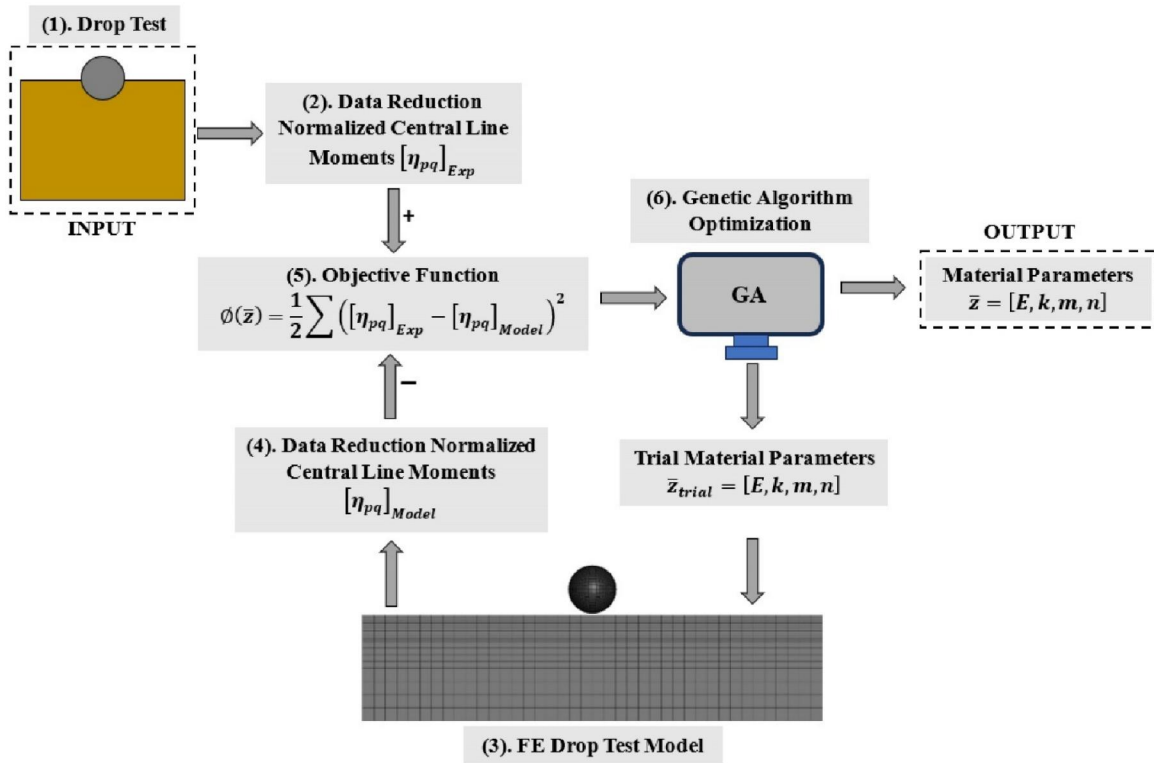 (1). Drop Test
INPUT
(2). Data Reduction
Normalized Central Line
Moments [η_pq]_Exp
+
(5). Objective Function
∅(z̄) = 1/2 ∑ ([η_pq]_Exp − [η_pq]_Model)^2
−
(4). Data Reduction Normalized
Central Line Moments
[η_pq]_Model
(6). Genetic Algorithm
Optimization
GA
OUTPUT
Material Parameters
z̄ = [E, k, m, n]
Trial Material Parameters
z̄_trial = [E, k, m, n]
(3). FE Drop Test Model